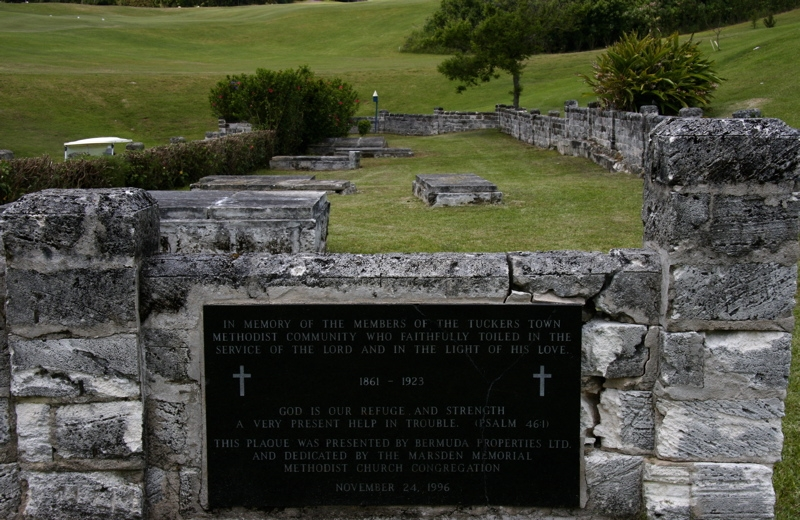 IN MEMORY OF THE MEMBERS OF THE TUCKERS TOWN
METHODIST COMMUNITY WHO FAITHFULLY TOILED IN THE
SERVICE OF THE LORD AND IN THE LIGHT OF HIS LOVE.
1861 - 1923
GOD IS OUR REFUGE AND STRENGTH
A VERY PRESENT HELP IN TROUBLE. (PSALM 46:1)
THIS PLAQUE WAS PRESENTED BY BERMUDA PROPERTIES LTD.
AND DEDICATED BY THE MARSDEN MEMORIAL
METHODIST CHURCH CONGREGATION
NOVEMBER 24, 1996